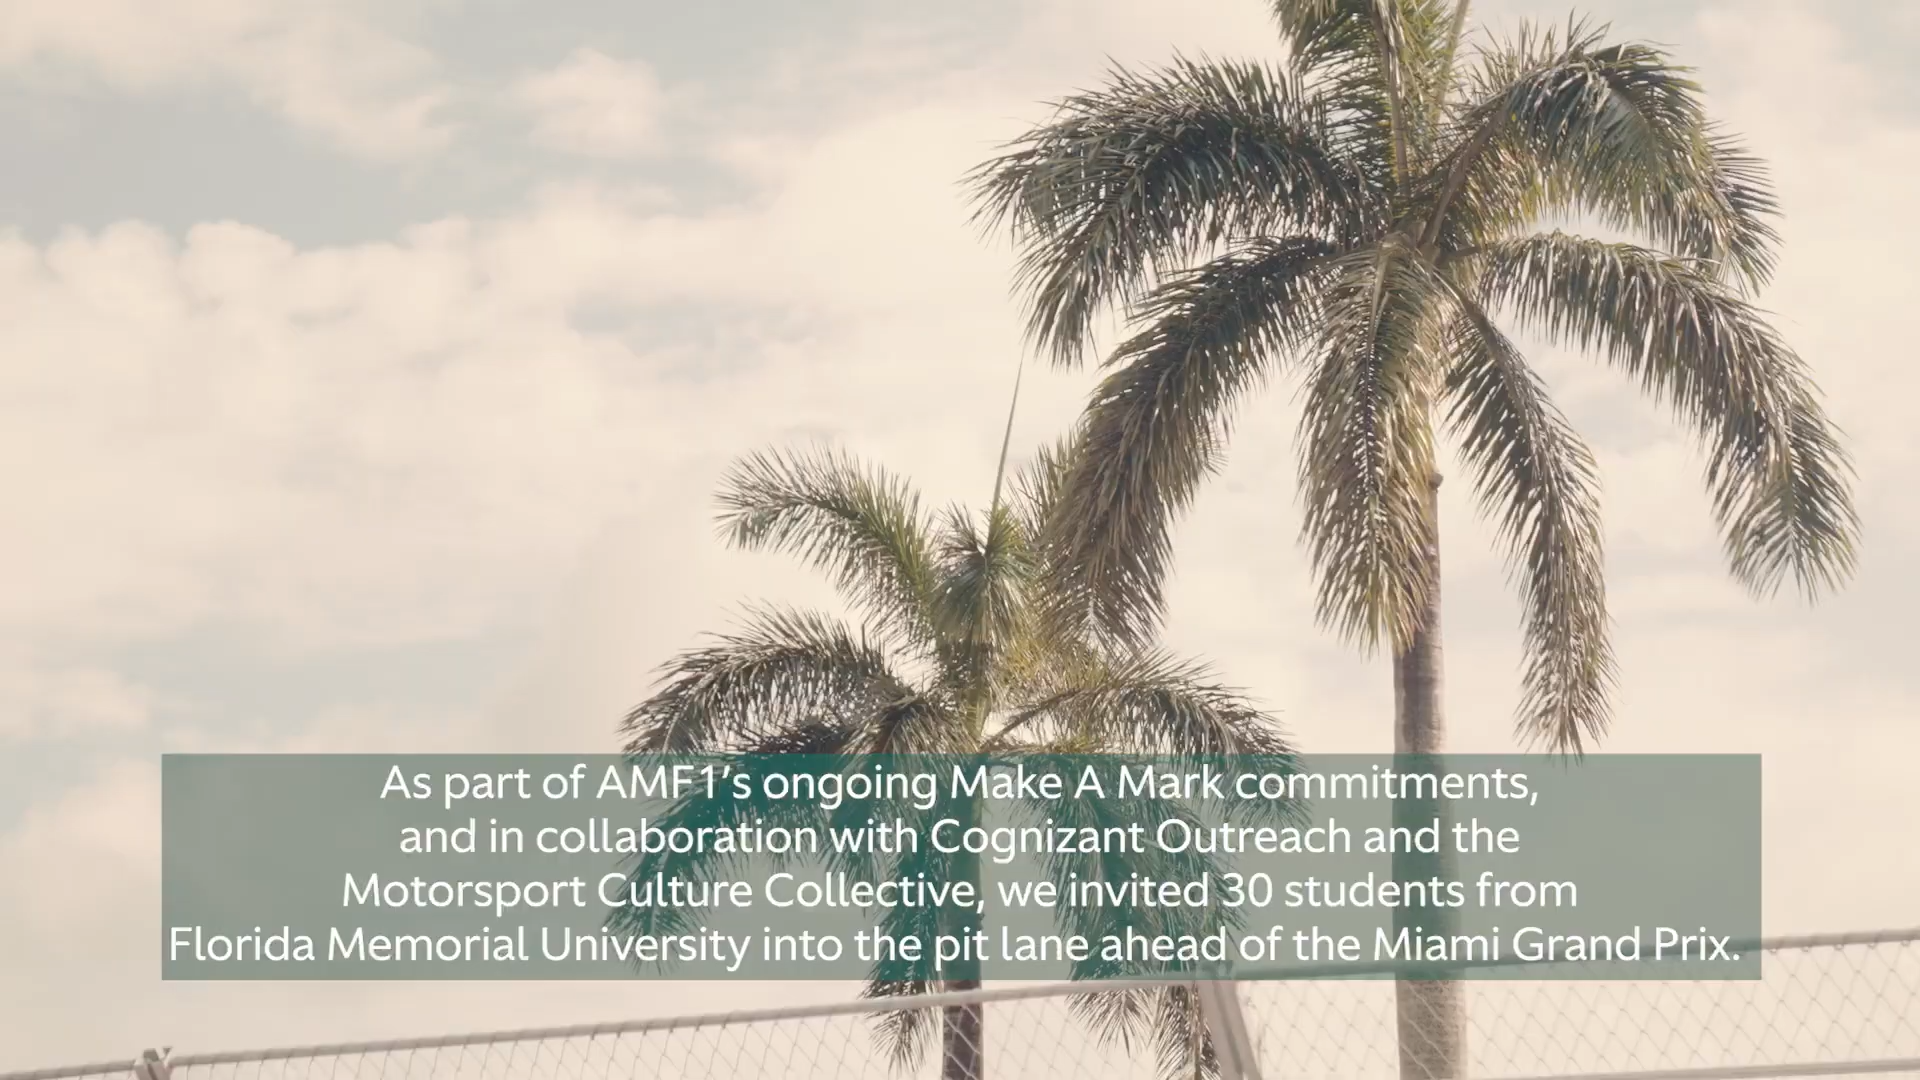 As part of AMF1's ongoing Make A Mark commitments,
and in collaboration with Cognizant Outreach and the
Motorsport Culture Collective, we invited 30 students from
Florida Memorial University into the pit lane ahead of the Miami Grand Prix.